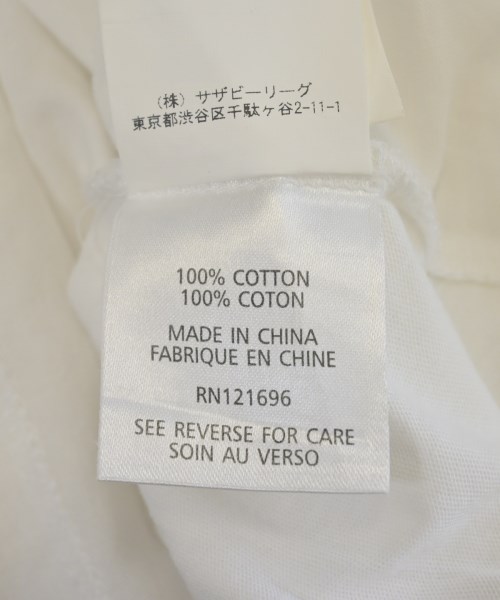 (株) サザビーリーグ
東京都渋谷区千駄ヶ谷2-11-1
100% COTTON
100% COTON
MADE IN CHINA
FABRIQUE EN CHINE
RN121696
SEE REVERSE FOR CARE
SOIN AU VERSO